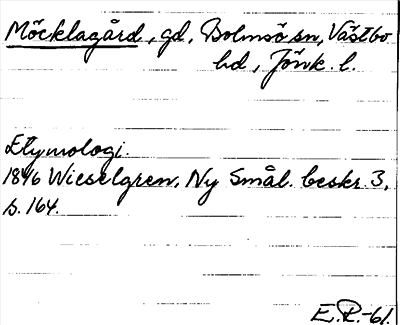 Möcklagård, gd, Bolmsö sn, Västbo
hd, Jönk. l.
Etymologi.
1846 Wieselgren, Ny Smål. beskr. 3,
s. 164.
E.R.-61.